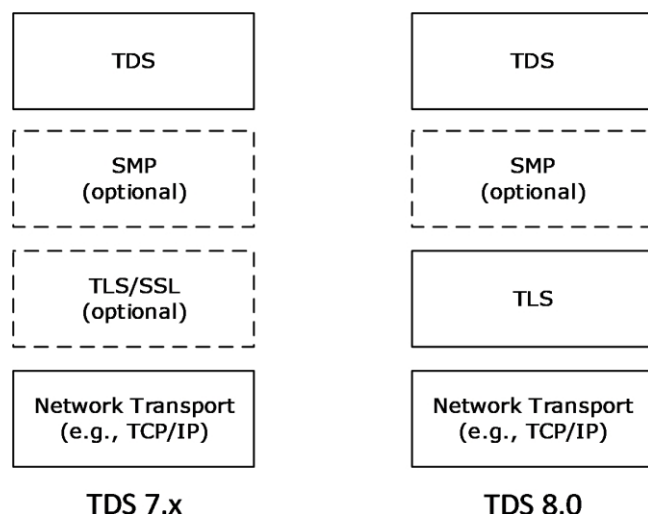 TDS
SMP
(optional)
TLS/SSL
(optional)
Network Transport
(e.g., TCP/IP)
TDS 7.x
TDS
SMP
(optional)
TLS
Network Transport
(e.g., TCP/IP)
TDS 8.0